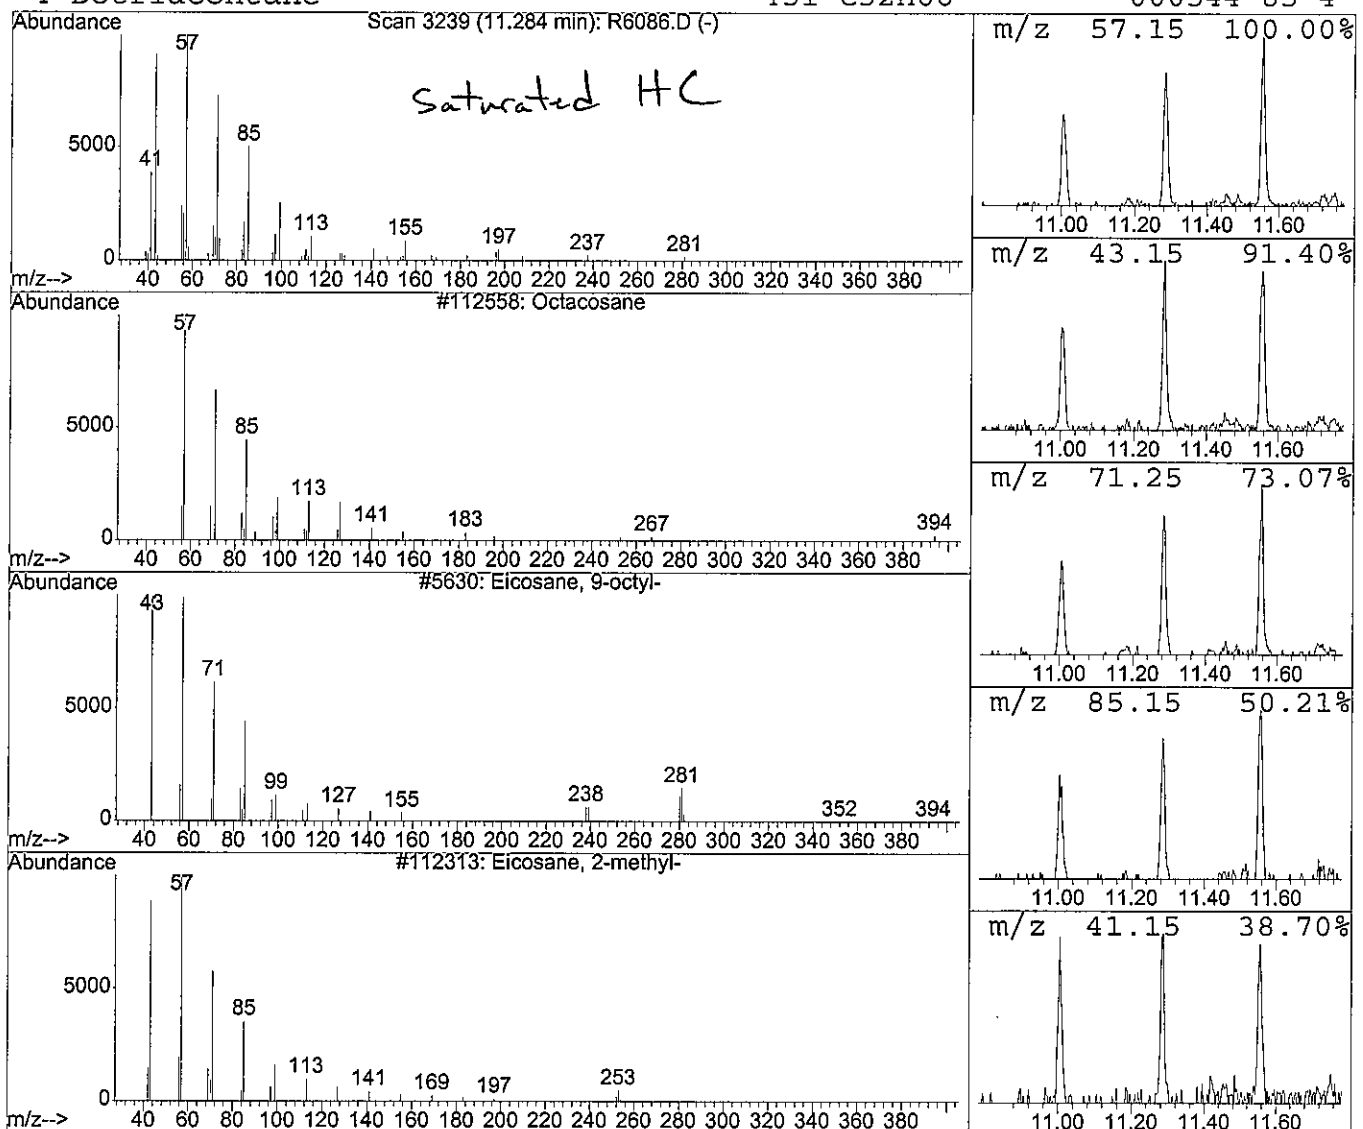 Abundance Scan 3239 (11.284 min): R6086.D (-)
57
Saturated HC
5000
85
41
113
155
197
237
281
0
m/z--> 40 60 80 100 120 140 160 180 200 220 240 260 280 300 320 340 360 380
Abundance #112558: Octacosane
57
5000
85
113
141
183
267
394
0
m/z--> 40 60 80 100 120 140 160 180 200 220 240 260 280 300 320 340 360 380
Abundance #5630: Eicosane, 9-octyl-
43
71
5000
99
127
155
238
281
352
394
0
m/z--> 40 60 80 100 120 140 160 180 200 220 240 260 280 300 320 340 360 380
Abundance #112313: Eicosane, 2-methyl-
57
5000
85
113
141
169
197
253
0
m/z--> 40 60 80 100 120 140 160 180 200 220 240 260 280 300 320 340 360 380
m/z 57.15 100.00%
11.00 11.20 11.40 11.60
m/z 43.15 91.40%
11.00 11.20 11.40 11.60
m/z 71.25 73.07%
11.00 11.20 11.40 11.60
m/z 85.15 50.21%
11.00 11.20 11.40 11.60
m/z 41.15 38.70%
11.00 11.20 11.40 11.60